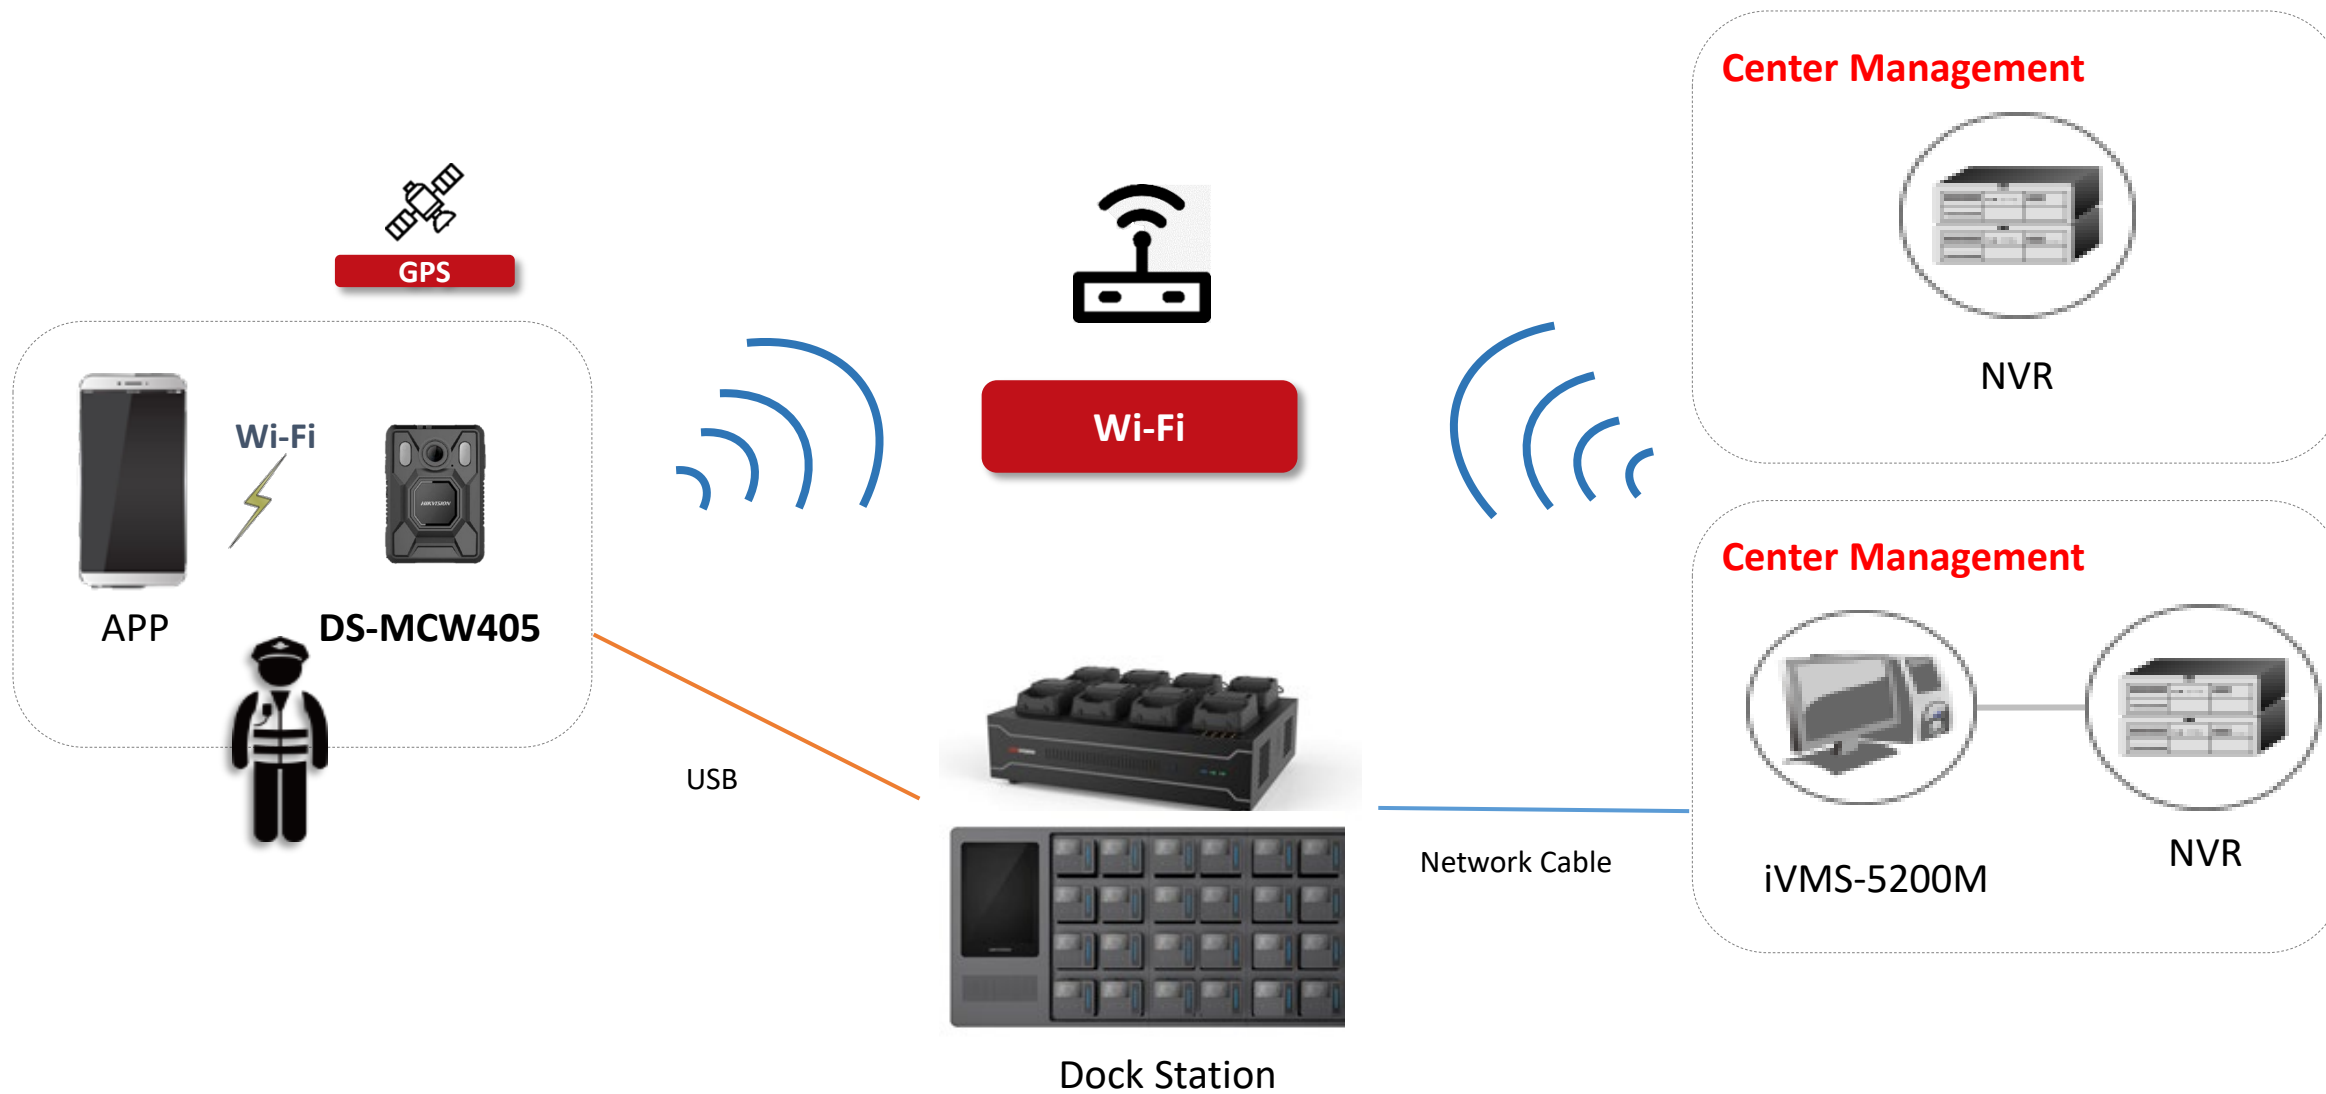 Center Management
GPS
NVR
Wi-Fi
Wi-Fi
HIKVISION
APP
DS-MCW405
Center Management
USB
Network Cable
iVMS-5200M
NVR
Dock Station